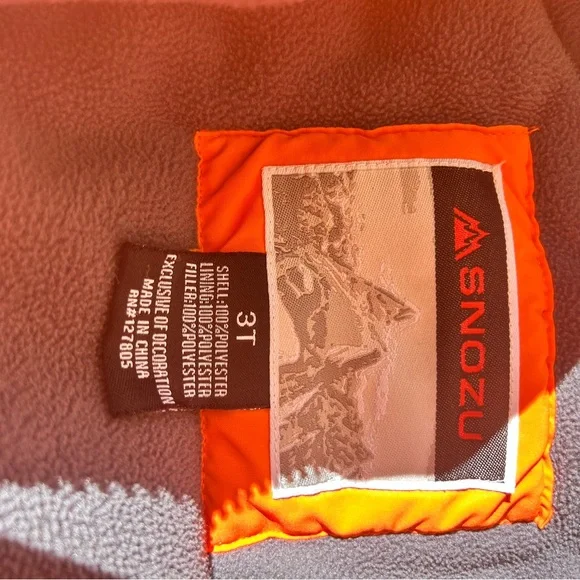 SNOZU
3T
SHELL:100%POLYESTER
LINING:100%POLYESTER
FILLER:100%POLYESTER
EXCLUSIVE OF DECORATION
MADE IN CHINA
RN#127805